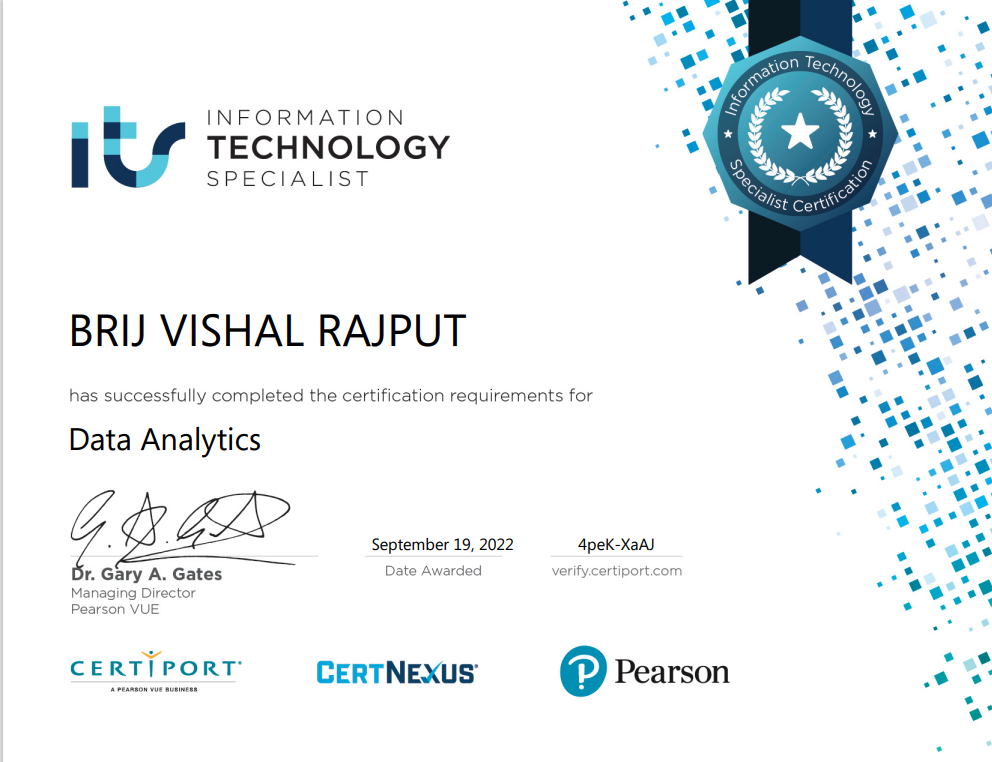 its
INFORMATION
TECHNOLOGY
SPECIALIST
Information Technology
Specialist Certification
BRIJ VISHAL RAJPUT
has successfully completed the certification requirements for
Data Analytics
September 19, 2022
4peK-XaAJ
Dr. Gary A. Gates
Date Awarded
verify.certiport.com
Managing Director
Pearson VUE
CERTIPORT®
A PEARSON VUE BUSINESS
CERTNEXUS®
P Pearson